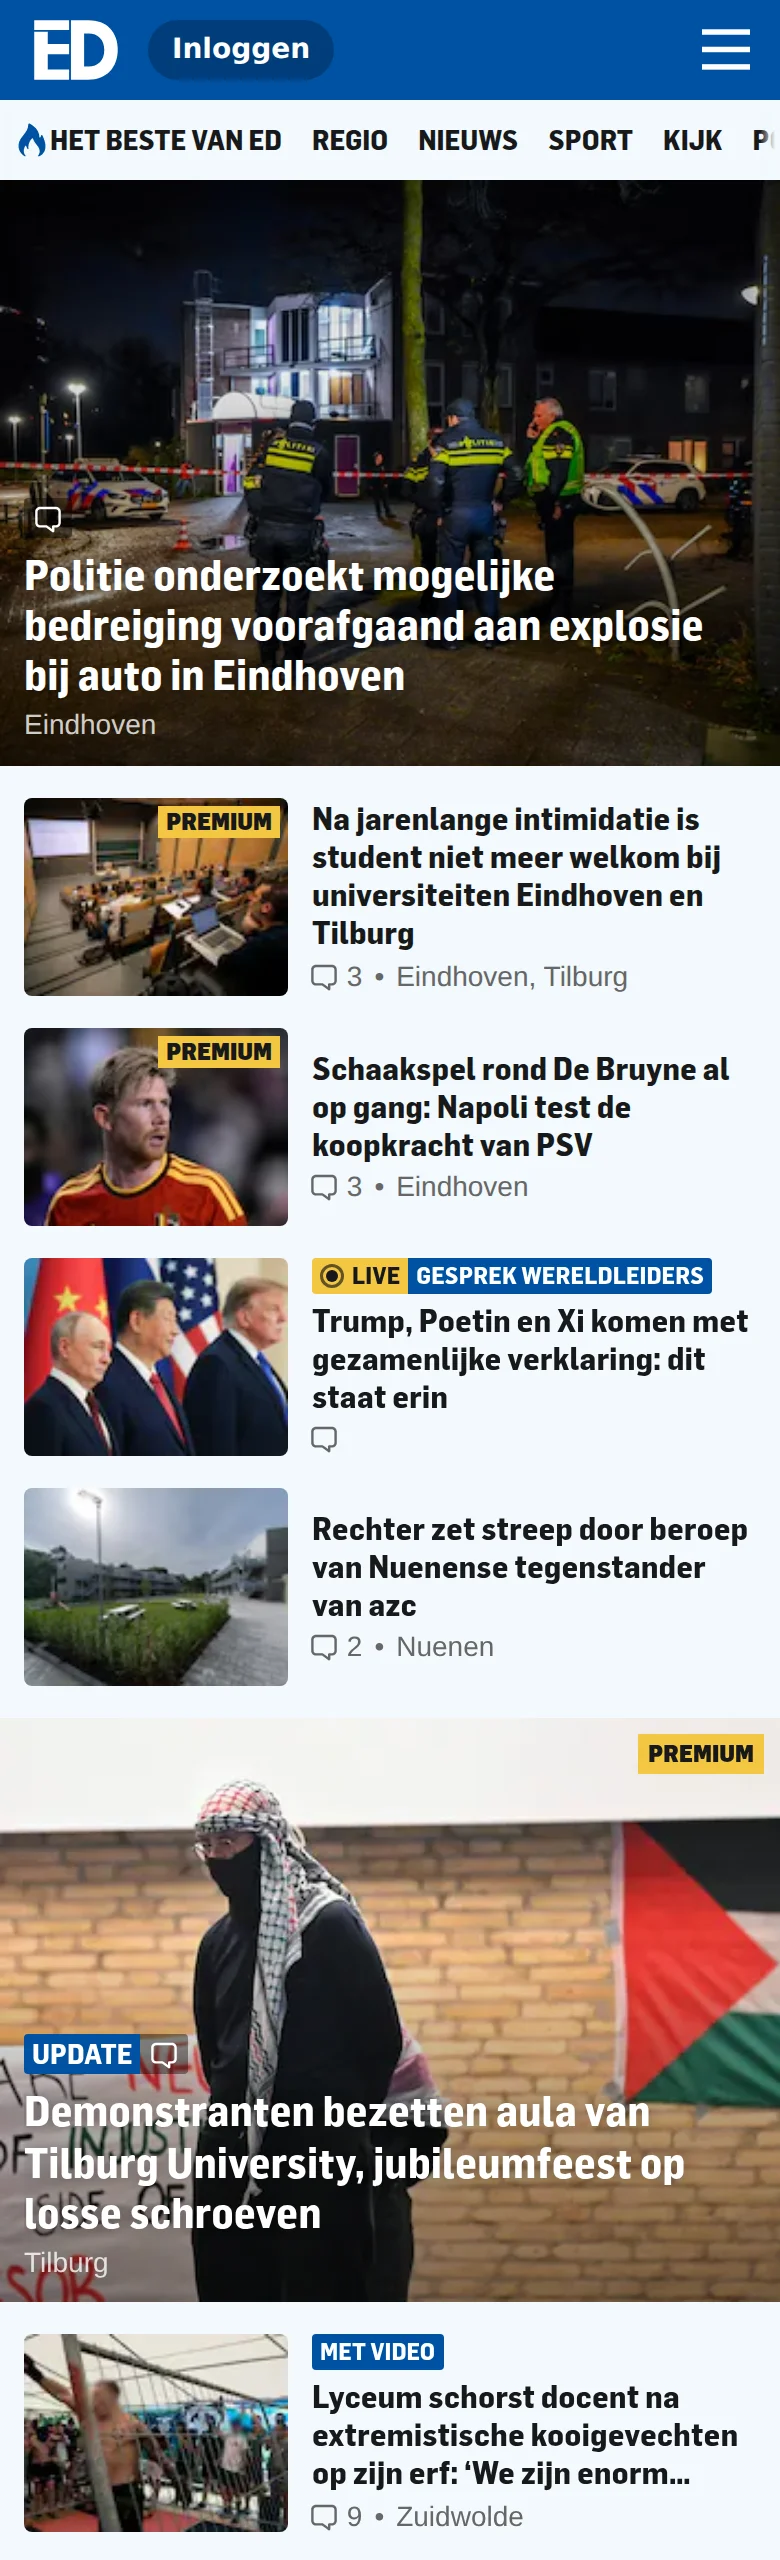 ED
Inloggen
HET BESTE VAN ED
REGIO
NIEUWS
SPORT
KIJK
POLITIE
POLITIE
Politie onderzoekt mogelijke
bedreiging voorafgaand aan explosie
bij auto in Eindhoven
Eindhoven
PREMIUM
Na jarenlange intimidatie is
student niet meer welkom bij
universiteiten Eindhoven en
Tilburg
3 • Eindhoven, Tilburg
PREMIUM
Schaakspel rond De Bruyne al
op gang: Napoli test de
koopkracht van PSV
3 • Eindhoven
LIVE GESPREK WERELDLEIDERS
Trump, Poetin en Xi komen met
gezamenlijke verklaring: dit
staat erin
Rechter zet streep door beroep
van Nuenense tegenstander
van azc
2 • Nuenen
PREMIUM
UPDATE
Demonstranten bezetten aula van
Tilburg University, jubileumfeest op
losse schroeven
Tilburg
MET VIDEO
Lyceum schorst docent na
extremistische kooigevechten
op zijn erf: ‘We zijn enorm...
9 • Zuidwolde